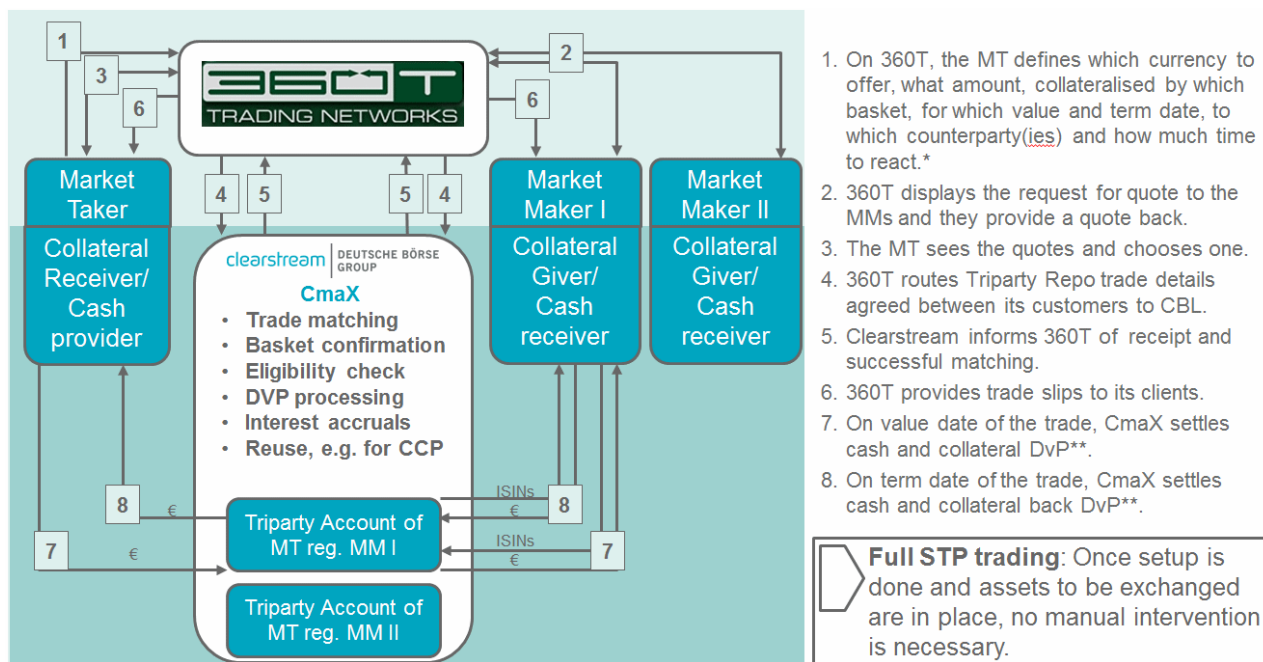 1
3
6
2
6
360T
TRADING NETWORKS
4
5
5
4
Market
Taker
Collateral
Receiver/
Cash
provider
Market
Maker I
Collateral
Giver/
Cash
receiver
Market
Maker II
Collateral
Giver/
Cash
receiver
clearstream
DEUTSCHE BÖRSE
GROUP
CmaX
• Trade matching
• Basket confirmation
• Eligibility check
• DVP processing
• Interest accruals
• Reuse, e.g. for CCP
8
€
ISINs
€
8
Triparty Account of
MT reg. MM I
7
€
ISINs
€
7
Triparty Account of
MT reg. MM II
1. On 360T, the MT defines which currency to
offer, what amount, collateralised by which
basket, for which value and term date, to
which counterparty(ies) and how much time
to react.*
2. 360T displays the request for quote to the
MMs and they provide a quote back.
3. The MT sees the quotes and chooses one.
4. 360T routes Triparty Repo trade details
agreed between its customers to CBL.
5. Clearstream informs 360T of receipt and
successful matching.
6. 360T provides trade slips to its clients.
7. On value date of the trade, CmaX settles
cash and collateral DvP**.
8. On term date of the trade, CmaX settles
cash and collateral back DvP**.
Full STP trading: Once setup is
done and assets to be exchanged
are in place, no manual intervention
is necessary.